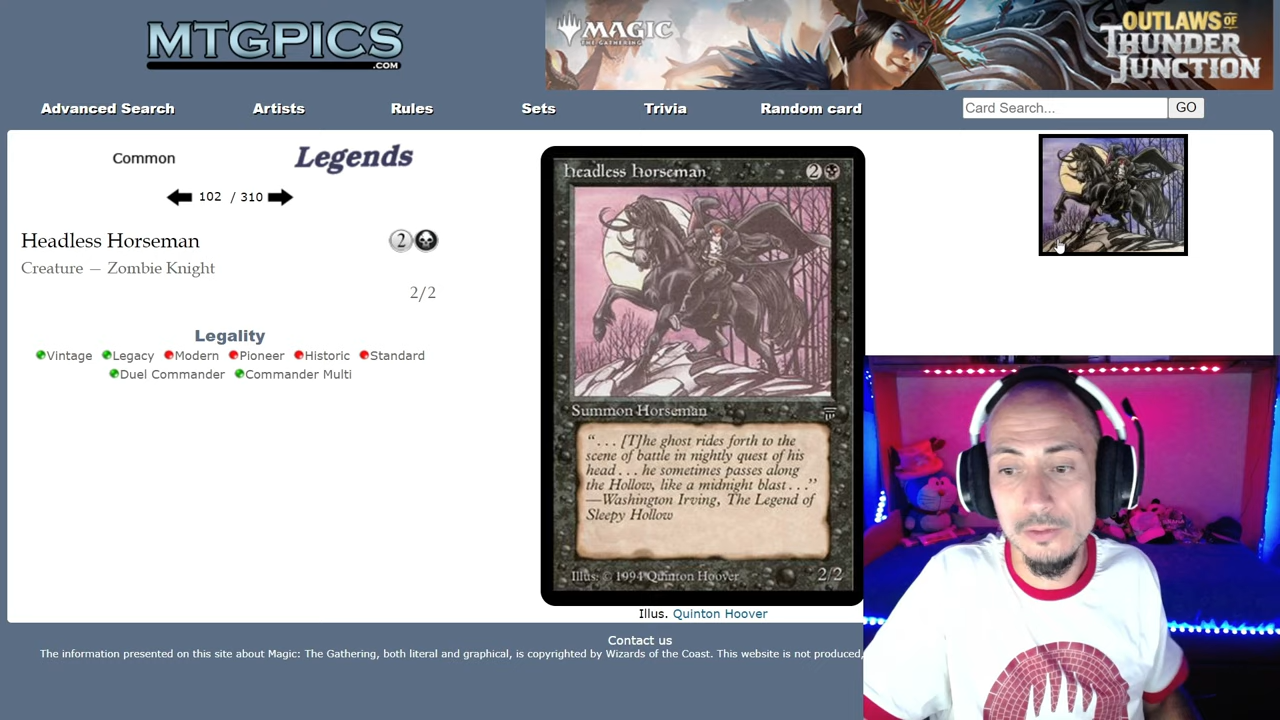 MTGPICS
.COM
MAGIC
THE GATHERING
OUTLAWS OF
THUNDER
JUNCTION
Advanced Search
Artists
Rules
Sets
Trivia
Random card
Card Search...
GO
Common
Legends
102 / 310
Headless Horseman
2
Creature — Zombie Knight
2/2
Legality
Vintage Legacy Modern Pioneer Historic Standard
Duel Commander Commander Multi
Headless Horseman 2
Summon Horseman
“ . . . [T]he ghost rides forth to the
scene of battle in nightly quest of his
head . . . he sometimes passes along
the Hollow, like a midnight blast . . .”
—Washington Irving, The Legend of
Sleepy Hollow
Illus. © 1994 Quinton Hoover 2/2
Illus. Quinton Hoover
Contact us
The information presented on this site about Magic: The Gathering, both literal and graphical, is copyrighted by Wizards of the Coast. This website is not produced,